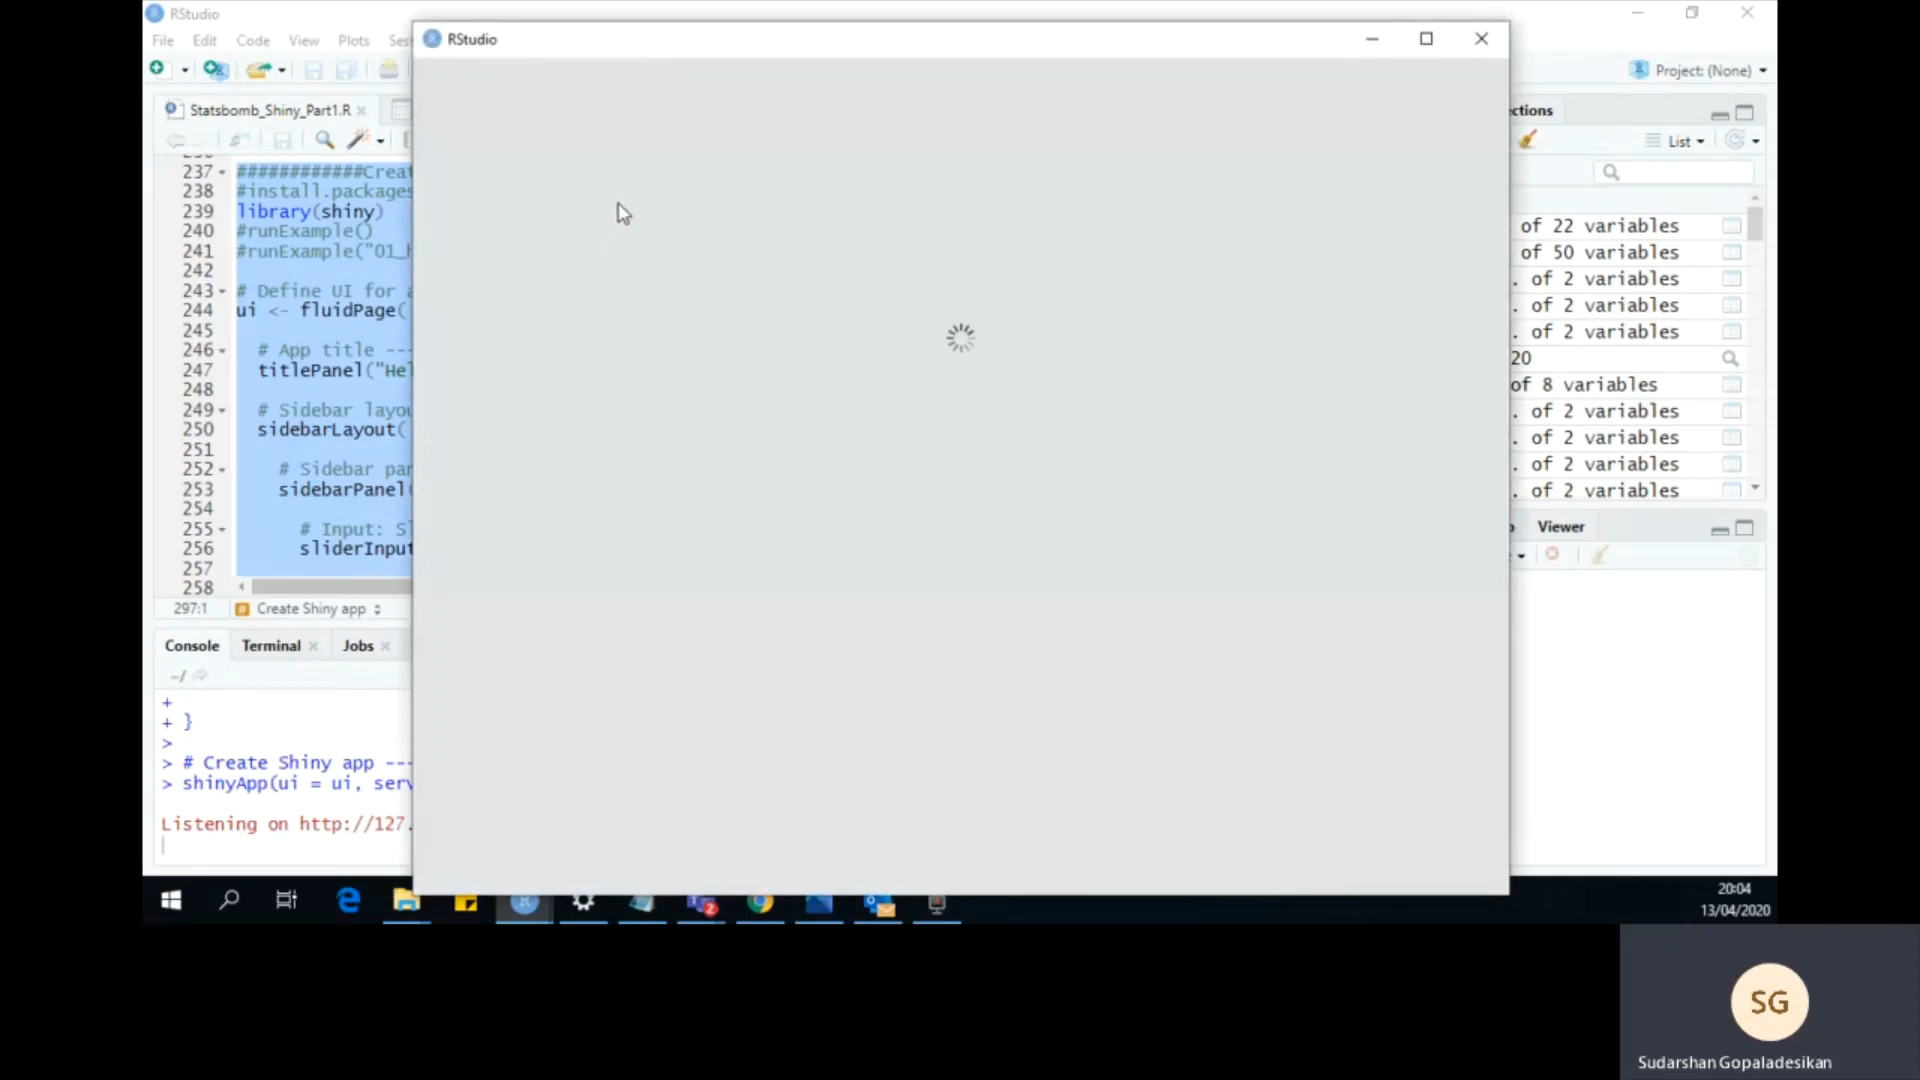 RStudio
File Edit Code View Plots Ses
Project: (None)
Statsbomb_Shiny_Part1.R
237 ############Creat
238 #install.packages
239 library(shiny)
240 #runExample()
241 #runExample("01_h
242
243 # Define UI for a
244 ui <- fluidPage(
245
246 # App title ---
247 titlePanel("Hel
248
249 # Sidebar layou
250 sidebarLayout(
251
252 # Sidebar pan
253 sidebarPanel(
254
255 # Input: Sl
256 sliderInput
257
258
297:1 Create Shiny app
Console Terminal Jobs
~/
+
+ }
>
> # Create Shiny app ---
> shinyApp(ui = ui, serv
Listening on http://127.
RStudio
ctions
List
of 22 variables
of 50 variables
. of 2 variables
. of 2 variables
. of 2 variables
20
of 8 variables
. of 2 variables
. of 2 variables
. of 2 variables
. of 2 variables
Viewer
20:04
13/04/2020
SG
Sudarshan Gopaladesikan